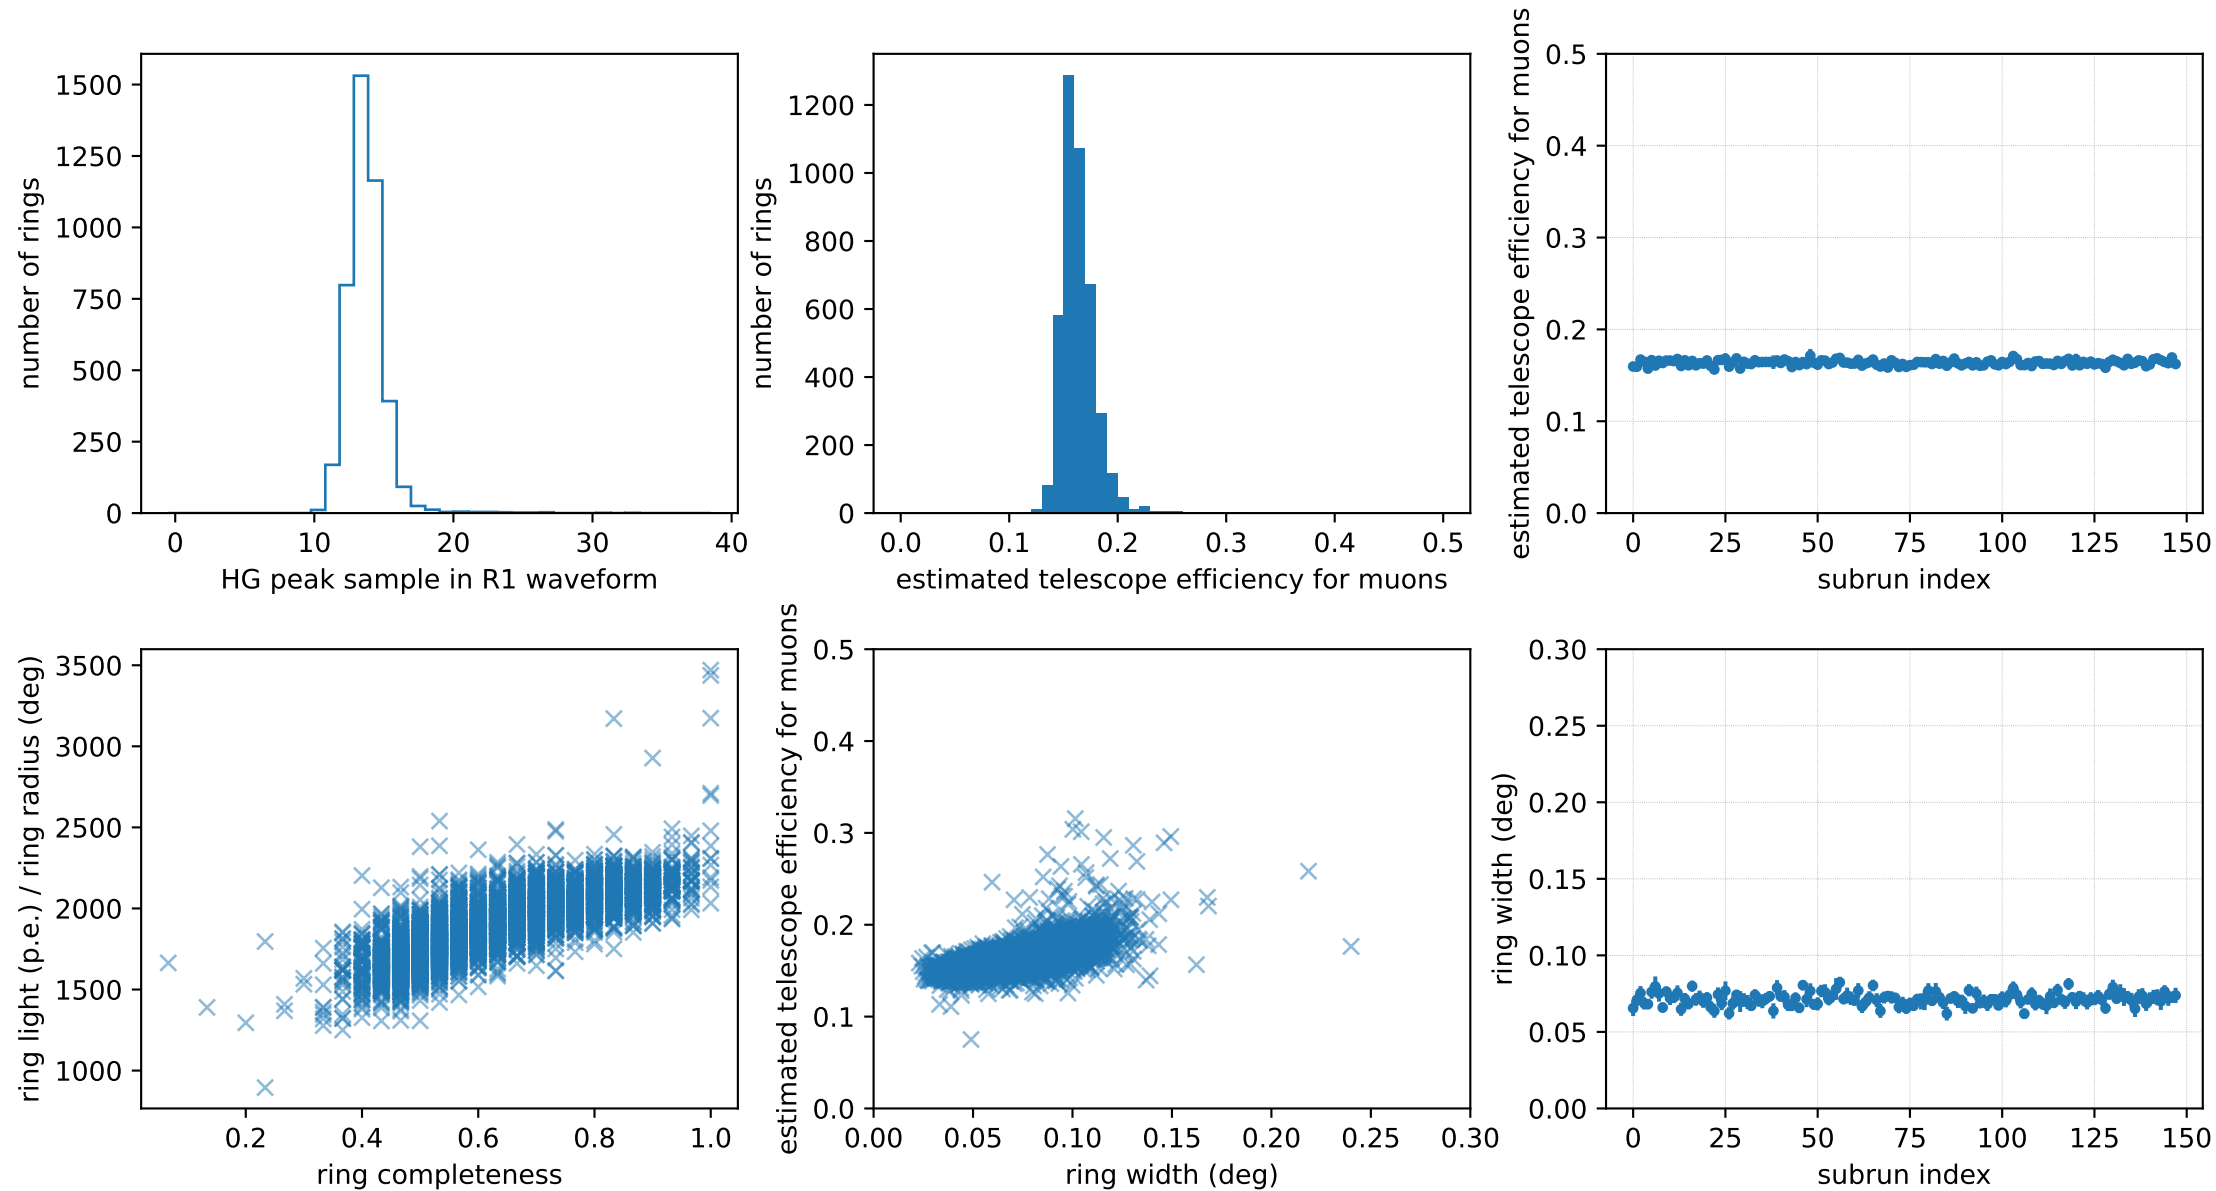 number of rings
1500
1250
1000
750
500
250
0
0 10 20 30 40
HG peak sample in R1 waveform
number of rings
1200
1000
800
600
400
200
0
0.0 0.1 0.2 0.3 0.4 0.5
estimated telescope efficiency for muons
estimated telescope efficiency for muons
0.5
0.4
0.3
0.2
0.1
0.0
0 25 50 75 100 125 150
subrun index
ring light (p.e.) / ring radius (deg)
3500
3000
2500
2000
1500
1000
0.2 0.4 0.6 0.8 1.0
ring completeness
estimated telescope efficiency for muons
0.5
0.4
0.3
0.2
0.1
0.0
0.00 0.05 0.10 0.15 0.20 0.25 0.30
ring width (deg)
ring width (deg)
0.30
0.25
0.20
0.15
0.10
0.05
0.00
0 25 50 75 100 125 150
subrun index